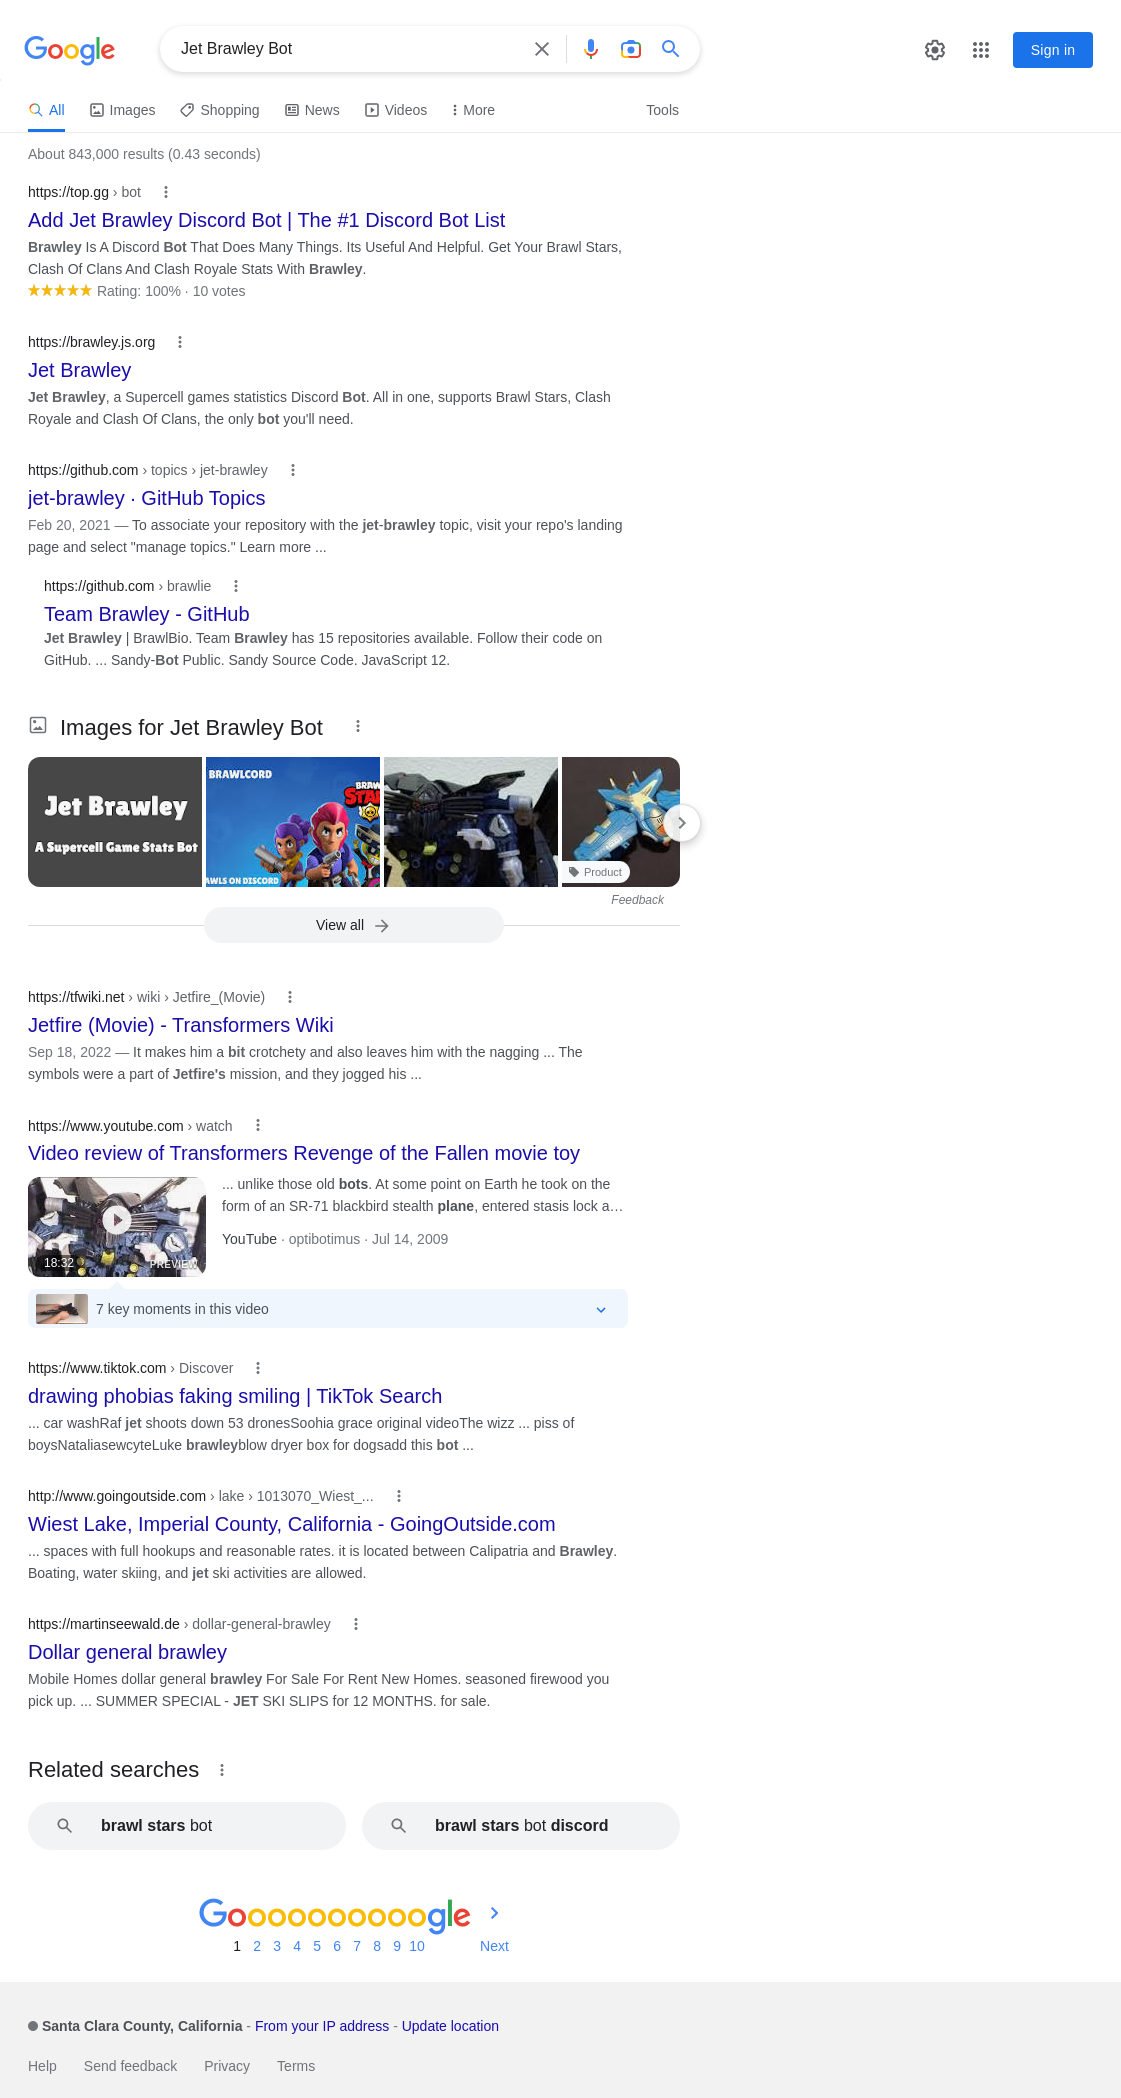 Google
Jet Brawley Bot
Sign in
All
Images
Shopping
News
Videos
More
Tools
About 843,000 results (0.43 seconds)
https://top.gg › bot
Add Jet Brawley Discord Bot | The #1 Discord Bot List
Brawley Is A Discord Bot That Does Many Things. Its Useful And Helpful. Get Your Brawl Stars,
Clash Of Clans And Clash Royale Stats With Brawley.
Rating: 100% · 10 votes
https://brawley.js.org
Jet Brawley
Jet Brawley, a Supercell games statistics Discord Bot. All in one, supports Brawl Stars, Clash
Royale and Clash Of Clans, the only bot you'll need.
https://github.com › topics › jet-brawley
jet-brawley · GitHub Topics
Feb 20, 2021 — To associate your repository with the jet-brawley topic, visit your repo's landing
page and select "manage topics." Learn more ...
https://github.com › brawlie
Team Brawley - GitHub
Jet Brawley | BrawlBio. Team Brawley has 15 repositories available. Follow their code on
GitHub. ... Sandy-Bot Public. Sandy Source Code. JavaScript 12.
Images for Jet Brawley Bot
Jet Brawley
A Supercell Game Stats Bot
BRAWLCORD
BRAW
STA
AWLS ON DISCORD
Product
Feedback
View all
https://tfwiki.net › wiki › Jetfire_(Movie)
Jetfire (Movie) - Transformers Wiki
Sep 18, 2022 — It makes him a bit crotchety and also leaves him with the nagging ... The
symbols were a part of Jetfire's mission, and they jogged his ...
https://www.youtube.com › watch
Video review of Transformers Revenge of the Fallen movie toy
... unlike those old bots. At some point on Earth he took on the
form of an SR-71 blackbird stealth plane, entered stasis lock a…
YouTube · optibotimus · Jul 14, 2009
18:32
PREVIEW
7 key moments in this video
https://www.tiktok.com › Discover
drawing phobias faking smiling | TikTok Search
... car washRaf jet shoots down 53 dronesSoohia grace original videoThe wizz ... piss of
boysNataliasewcyteLuke brawleyblow dryer box for dogsadd this bot ...
http://www.goingoutside.com › lake › 1013070_Wiest_...
Wiest Lake, Imperial County, California - GoingOutside.com
... spaces with full hookups and reasonable rates. it is located between Calipatria and Brawley.
Boating, water skiing, and jet ski activities are allowed.
https://martinseewald.de › dollar-general-brawley
Dollar general brawley
Mobile Homes dollar general brawley For Sale For Rent New Homes. seasoned firewood you
pick up. ... SUMMER SPECIAL - JET SKI SLIPS for 12 MONTHS. for sale.
Related searches
brawl stars bot
brawl stars bot discord
Goooooooooogle
1 2 3 4 5 6 7 8 9 10 Next
Santa Clara County, California - From your IP address - Update location
Help Send feedback Privacy Terms